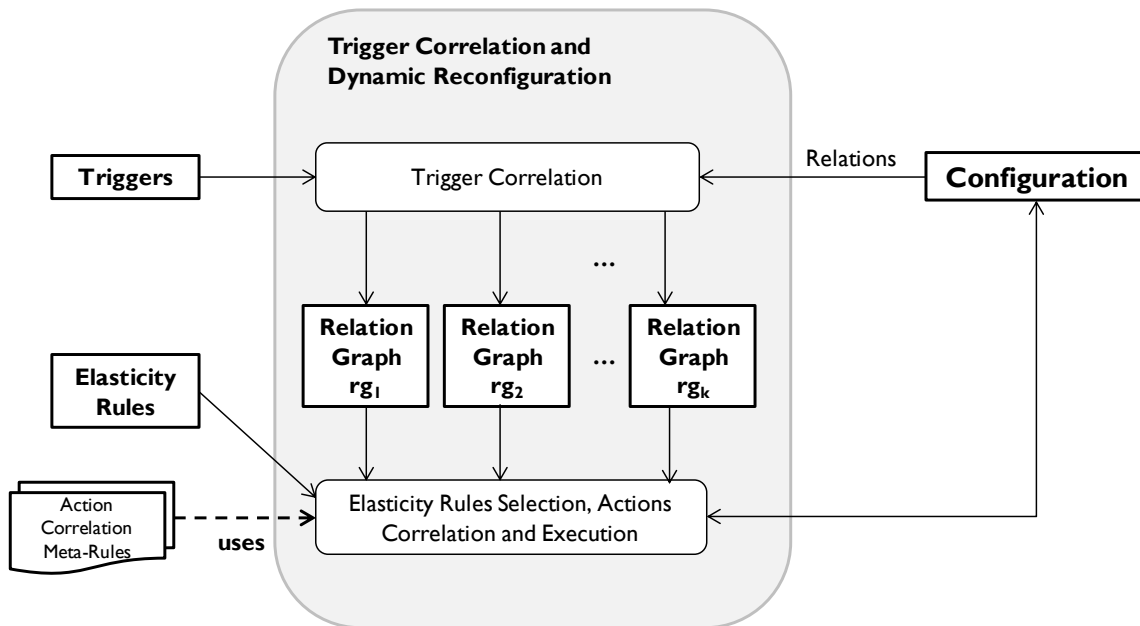 Trigger Correlation and
Dynamic Reconfiguration
Relations
Triggers
Trigger Correlation
Configuration
...
Relation
Graph
rg1
Relation
Graph
rg2
...
Relation
Graph
rgk
Elasticity
Rules
Action
Correlation
Meta-Rules
uses
Elasticity Rules Selection, Actions
Correlation and Execution